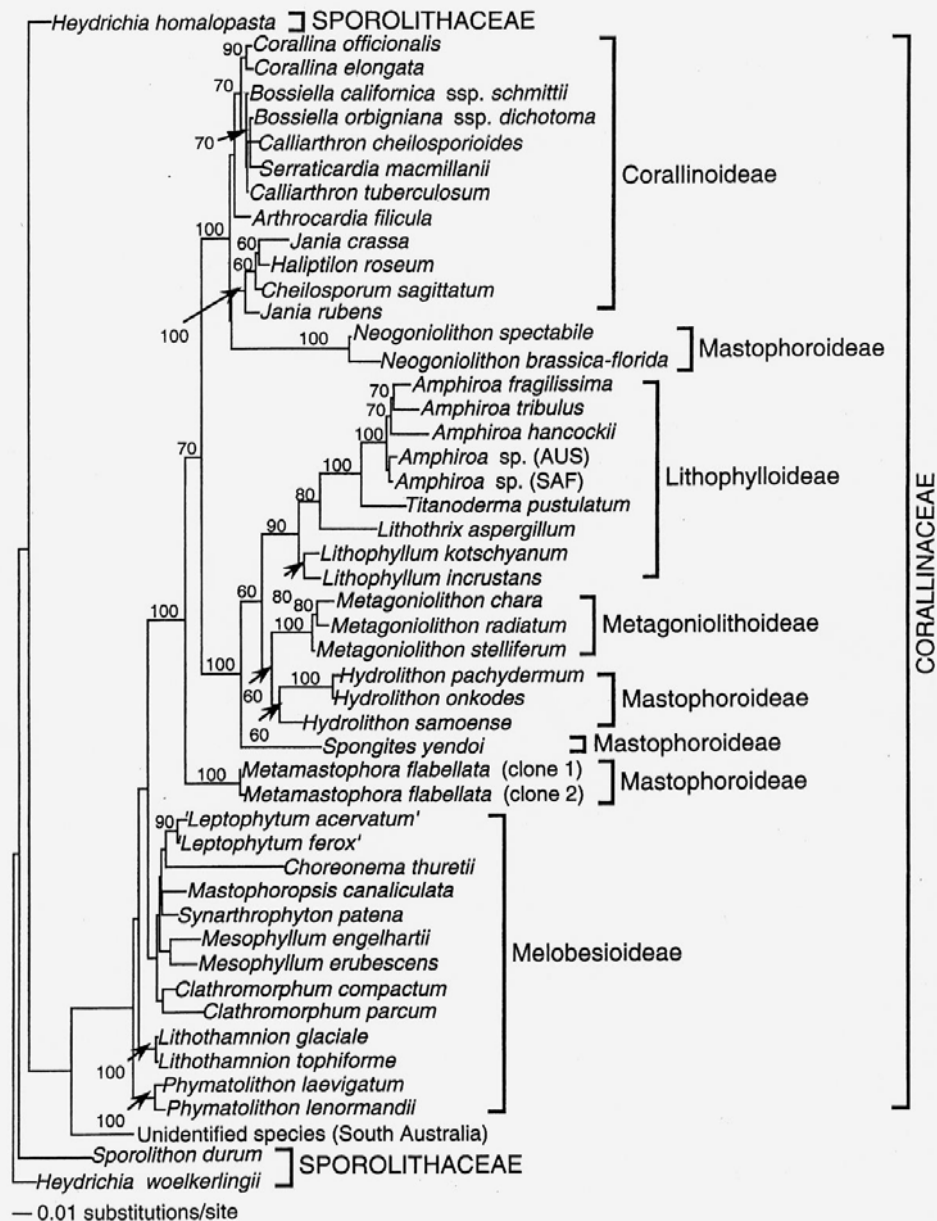 Heydrichia homalopasta SPOROLITHACEAE
90 Corallina officionalis
Corallina elongata
70 Bossiella californica ssp. schmittii
Bossiella orbigniana ssp. dichotoma
70 Calliarthron cheilosporioides
Serraticardia macmillanii
Corallinoideae
Calliarthron tuberculosum
Arthrocardia filicula
100 60 Jania crassa
60 Haliptilon roseum
Cheilosporum sagittatum
100 Jania rubens
100 Neogoniolithon spectabile
Mastophoroideae
Neogoniolithon brassica-florida
70 Amphiroa fragilissima
70 Amphiroa tribulus
100 Amphiroa hancockii
70 100 Amphiroa sp. (AUS)
Lithophylloideae
Amphiroa sp. (SAF)
80 Titanoderma pustulatum
90 Lithothrix aspergillum
Lithophyllum kotschyanum
Lithophyllum incrustans
CORALLINACEAE
60 80 80 Metagoniolithon chara
100 100 Metagoniolithon radiatum Metagoniolithoideae
Metagoniolithon stelliferum
100 60 100 Hydrolithon pachydermum
Hydrolithon onkodes Mastophoroideae
60 Hydrolithon samoense
Spongites yendoi Mastophoroideae
100 Metamastophora flabellata (clone 1)
Mastophoroideae
Metamastophora flabellata (clone 2)
90 'Leptophytum acervatum'
'Leptophytum ferox'
Choreonema thuretii
Mastophoropsis canaliculata
Synarthrophyton patena
Mesophyllum engelhartii
Melobesioideae
Mesophyllum erubescens
Clathromorphum compactum
Clathromorphum parcum
Lithothamnion glaciale
100 Lithothamnion tophiforme
Phymatolithon laevigatum
100 Phymatolithon lenormandii
Unidentified species (South Australia)
Sporolithon durum
SPOROLITHACEAE
Heydrichia woelkerlingii
0.01 substitutions/site